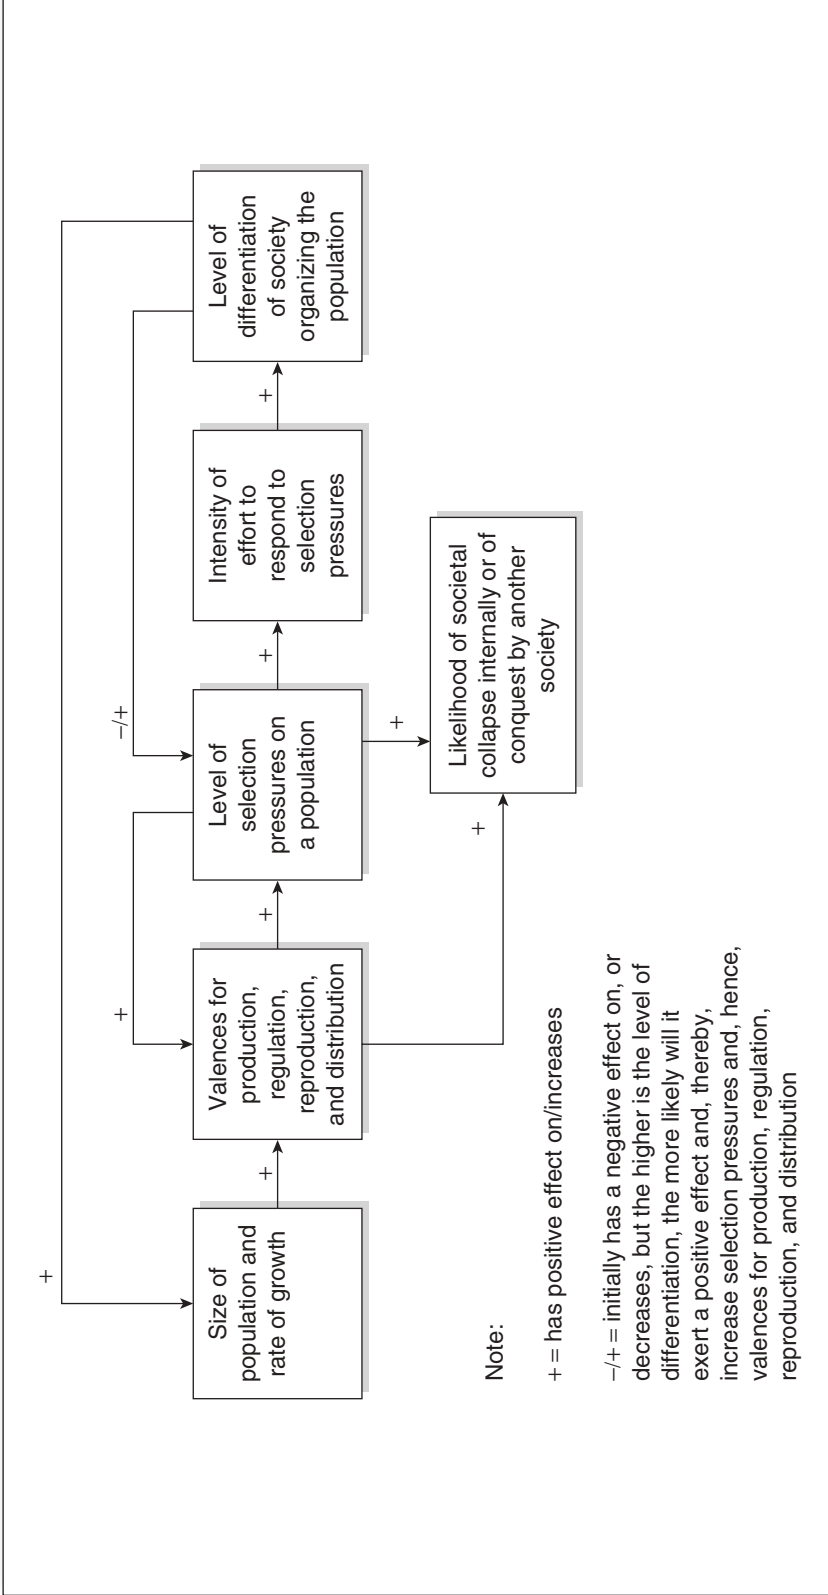 +
+
−/+
Size of
population and
rate of growth
+
Valences for
production,
regulation,
reproduction,
and distribution
+
Level of
selection
pressures on
a population
+
Intensity of
effort to
respond to
selection
pressures
+
Level of
differentiation
of society
organizing the
population
+
+
Likelihood of societal
collapse internally or of
conquest by another
society
Note:
+ = has positive effect on/increases
−/+ = initially has a negative effect on, or
decreases, but the higher is the level of
differentiation, the more likely will it
exert a positive effect and, thereby,
increase selection pressures and, hence,
valences for production, regulation,
reproduction, and distribution